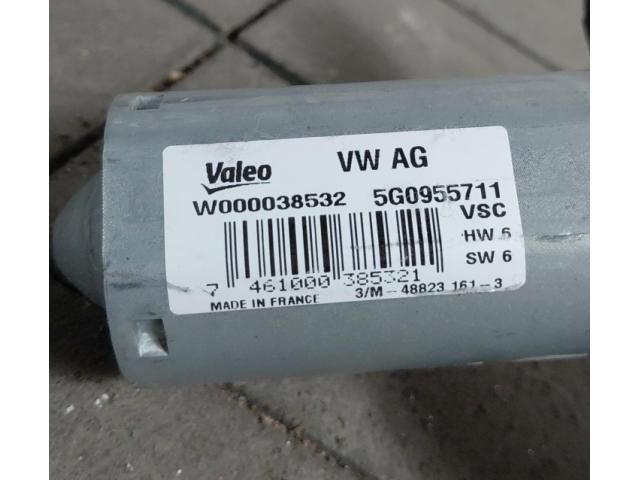 Valeo VW AG
W000038532 5G0955711
VSC
HW 6
SW 6
7 461000 385321
MADE IN FRANCE 3/M - 48823 161 - 3